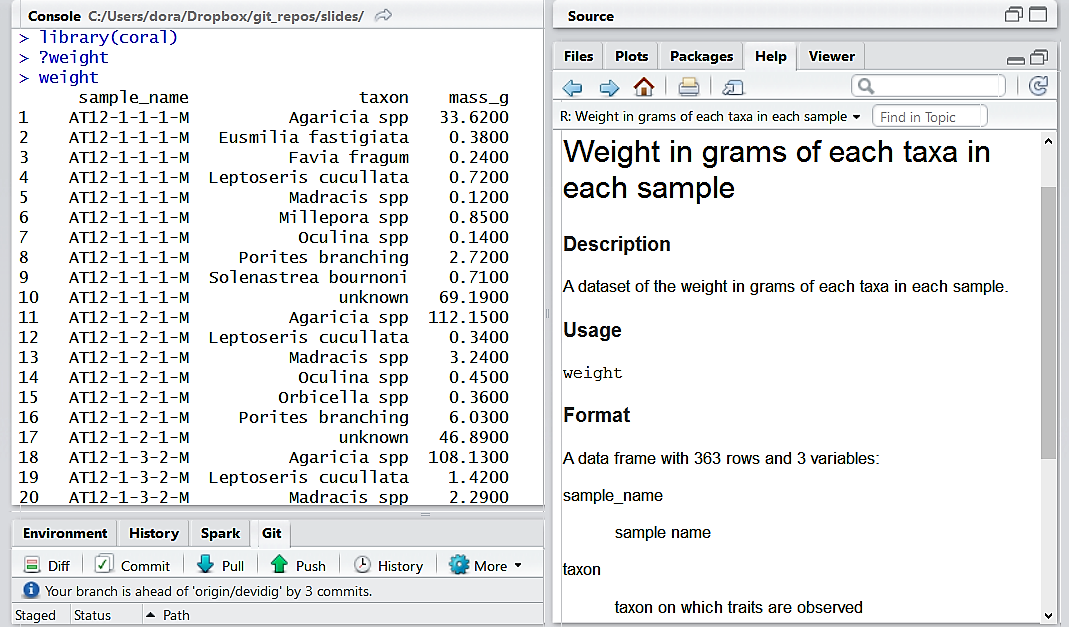 Console C:/Users/dora/Dropbox/git_repos/slides/
> library(coral)
> ?weight
> weight
sample_name taxon mass_g
1 AT12-1-1-1-M Agaricia spp 33.6200
2 AT12-1-1-1-M Eusmilia fastigiata 0.3800
3 AT12-1-1-1-M Favia fragum 0.2400
4 AT12-1-1-1-M Leptoseris cucullata 0.7200
5 AT12-1-1-1-M Madracis spp 0.1200
6 AT12-1-1-1-M Millepora spp 0.8500
7 AT12-1-1-1-M Oculina spp 0.1400
8 AT12-1-1-1-M Porites branching 2.7200
9 AT12-1-1-1-M Solenastrea bournoni 0.7100
10 AT12-1-1-1-M unknown 69.1900
11 AT12-1-2-1-M Agaricia spp 112.1500
12 AT12-1-2-1-M Leptoseris cucullata 0.3400
13 AT12-1-2-1-M Madracis spp 3.2400
14 AT12-1-2-1-M Oculina spp 0.4500
15 AT12-1-2-1-M Orbicella spp 0.3600
16 AT12-1-2-1-M Porites branching 6.0300
17 AT12-1-2-1-M unknown 46.8900
18 AT12-1-3-2-M Agaricia spp 108.1300
19 AT12-1-3-2-M Leptoseris cucullata 1.4200
20 AT12-1-3-2-M Madracis spp 2.2900
Environment History Spark Git
Diff Commit Pull Push History More
Your branch is ahead of 'origin/devidig' by 3 commits.
Staged Status Path
Source
Files Plots Packages Help Viewer
R: Weight in grams of each taxa in each sample Find in Topic
Weight in grams of each taxa in
each sample
Description
A dataset of the weight in grams of each taxa in each sample.
Usage
weight
Format
A data frame with 363 rows and 3 variables:
sample_name
sample name
taxon
taxon on which traits are observed